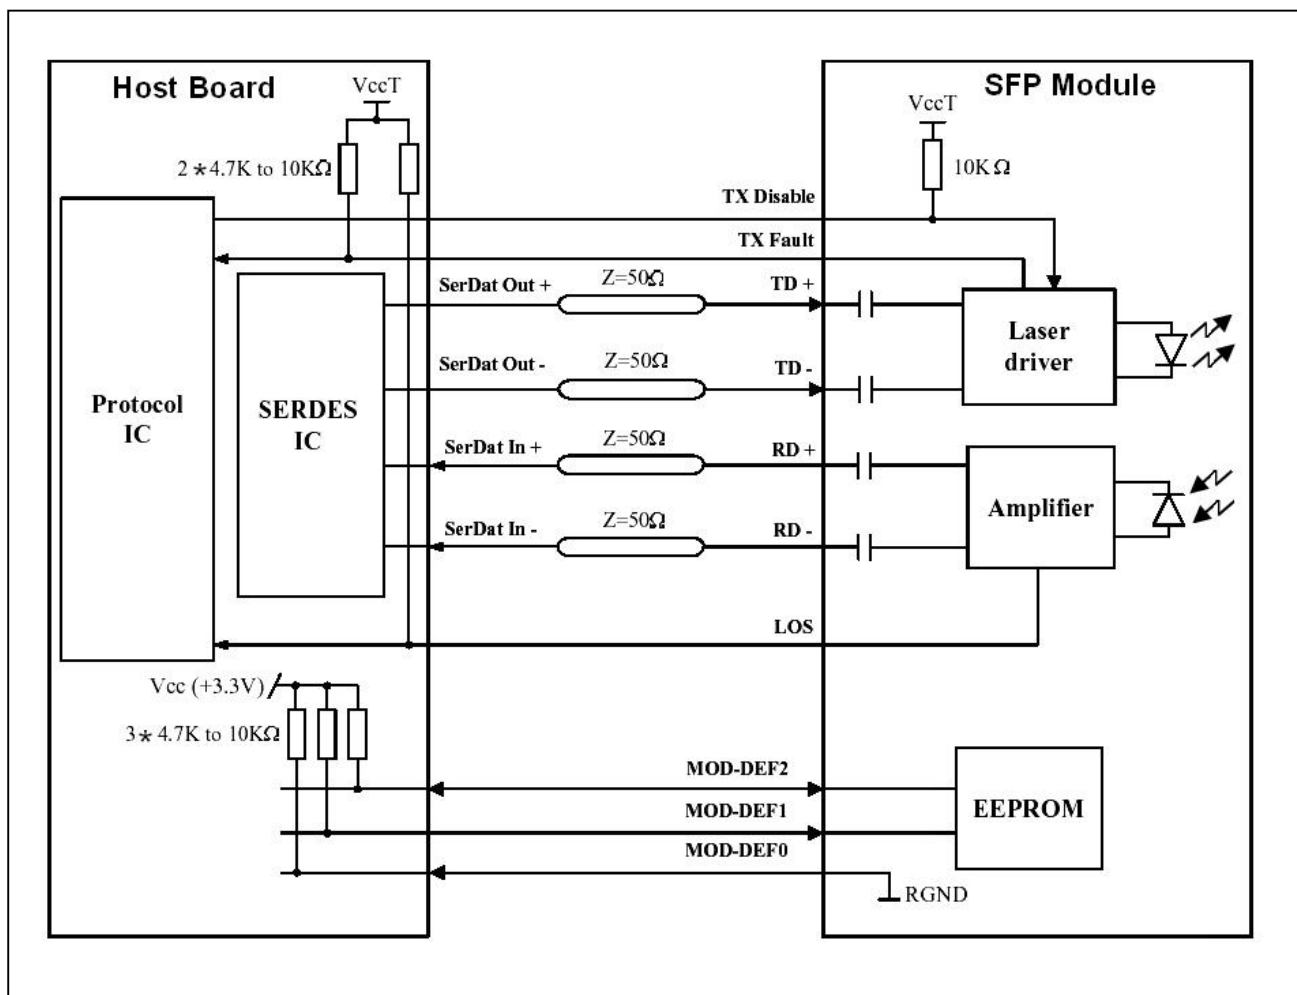 Host Board
SFP Module
VccT
VccT
2*4.7K to 10KΩ
10KΩ
TX Disable
TX Fault
SerDat Out +
Z=50Ω
TD +
Laser
driver
SerDat Out -
Z=50Ω
TD -
Protocol
IC
SERDES
IC
SerDat In +
Z=50Ω
RD +
Amplifier
SerDat In -
Z=50Ω
RD -
LOS
Vcc (+3.3V)
3*4.7K to 10KΩ
MOD-DEF2
MOD-DEF1
MOD-DEF0
EEPROM
RGND